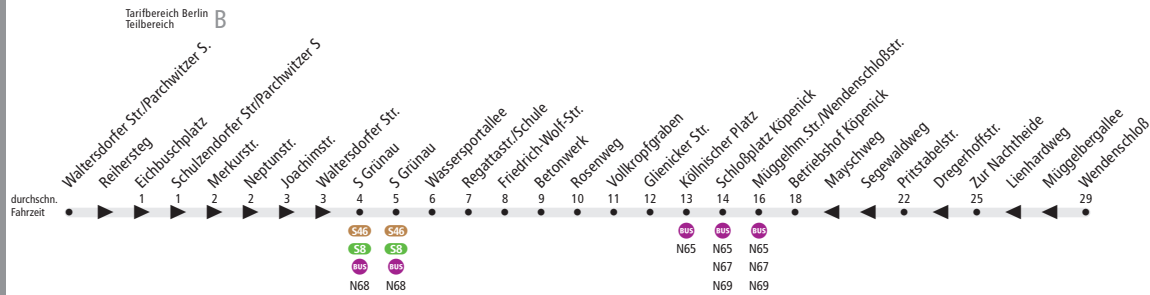 Tarifbereich Berlin
Teilbereich B
Waltersdorfer Str./Parchwitzer S.
Reihersteg
Eichbuschplatz
Schulzendorfer Str/Parchwitzer S
Merkurstr.
Neptunstr.
Joachimstr.
Waltersdorfer Str.
S Grünau
S Grünau
Wassersportallee
Regattastr./Schule
Friedrich-Wolf-Str.
Betonwerk
Rosenweg
Vollkropfgraben
Glienicker Str.
Köllnischer Platz
Schloßplatz Köpenick
Müggelhm.Str./Wendenschloßstr.
Betriebshof Köpenick
Mayschweg
Segewaldweg
Pritstabelstr.
Dregerhoffstr.
Zur Nachtheide
Lienhardweg
Müggelbergallee
Wendenschloß
durchschn.
Fahrzeit
1 1 2 2 3 3 4 5 6 7 8 9 10 11 12 13 14 16 18 22 25 29
S46 S46 BUS BUS BUS
S8 S8 N65 N65 N65
BUS BUS N67 N67
N68 N68 N69 N69